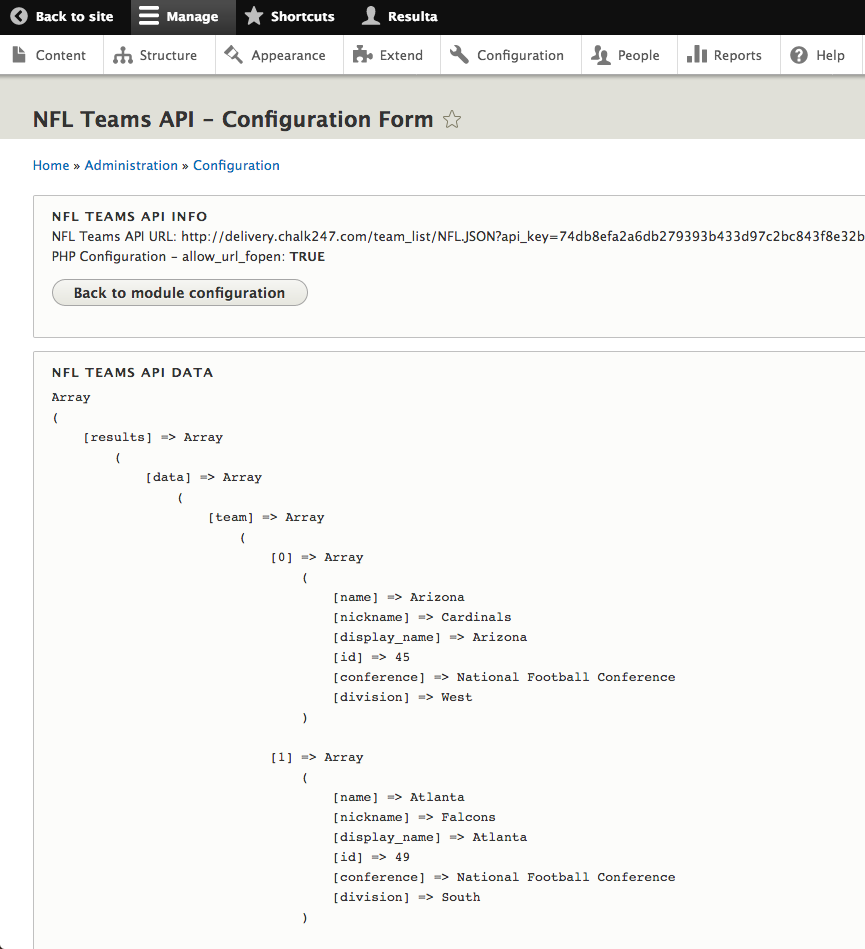 Back to site Manage Shortcuts Resulta
Content Structure Appearance Extend Configuration People Reports Help
NFL Teams API – Configuration Form
Home » Administration » Configuration
NFL TEAMS API INFO
NFL Teams API URL: http://delivery.chalk247.com/team_list/NFL.JSON?api_key=74db8efa2a6db279393b433d97c2bc843f8e32b
PHP Configuration – allow_url_fopen: TRUE
Back to module configuration
NFL TEAMS API DATA
Array
(
[results] => Array
(
[data] => Array
(
[team] => Array
(
[0] => Array
(
[name] => Arizona
[nickname] => Cardinals
[display_name] => Arizona
[id] => 45
[conference] => National Football Conference
[division] => West
)
[1] => Array
(
[name] => Atlanta
[nickname] => Falcons
[display_name] => Atlanta
[id] => 49
[conference] => National Football Conference
[division] => South
)